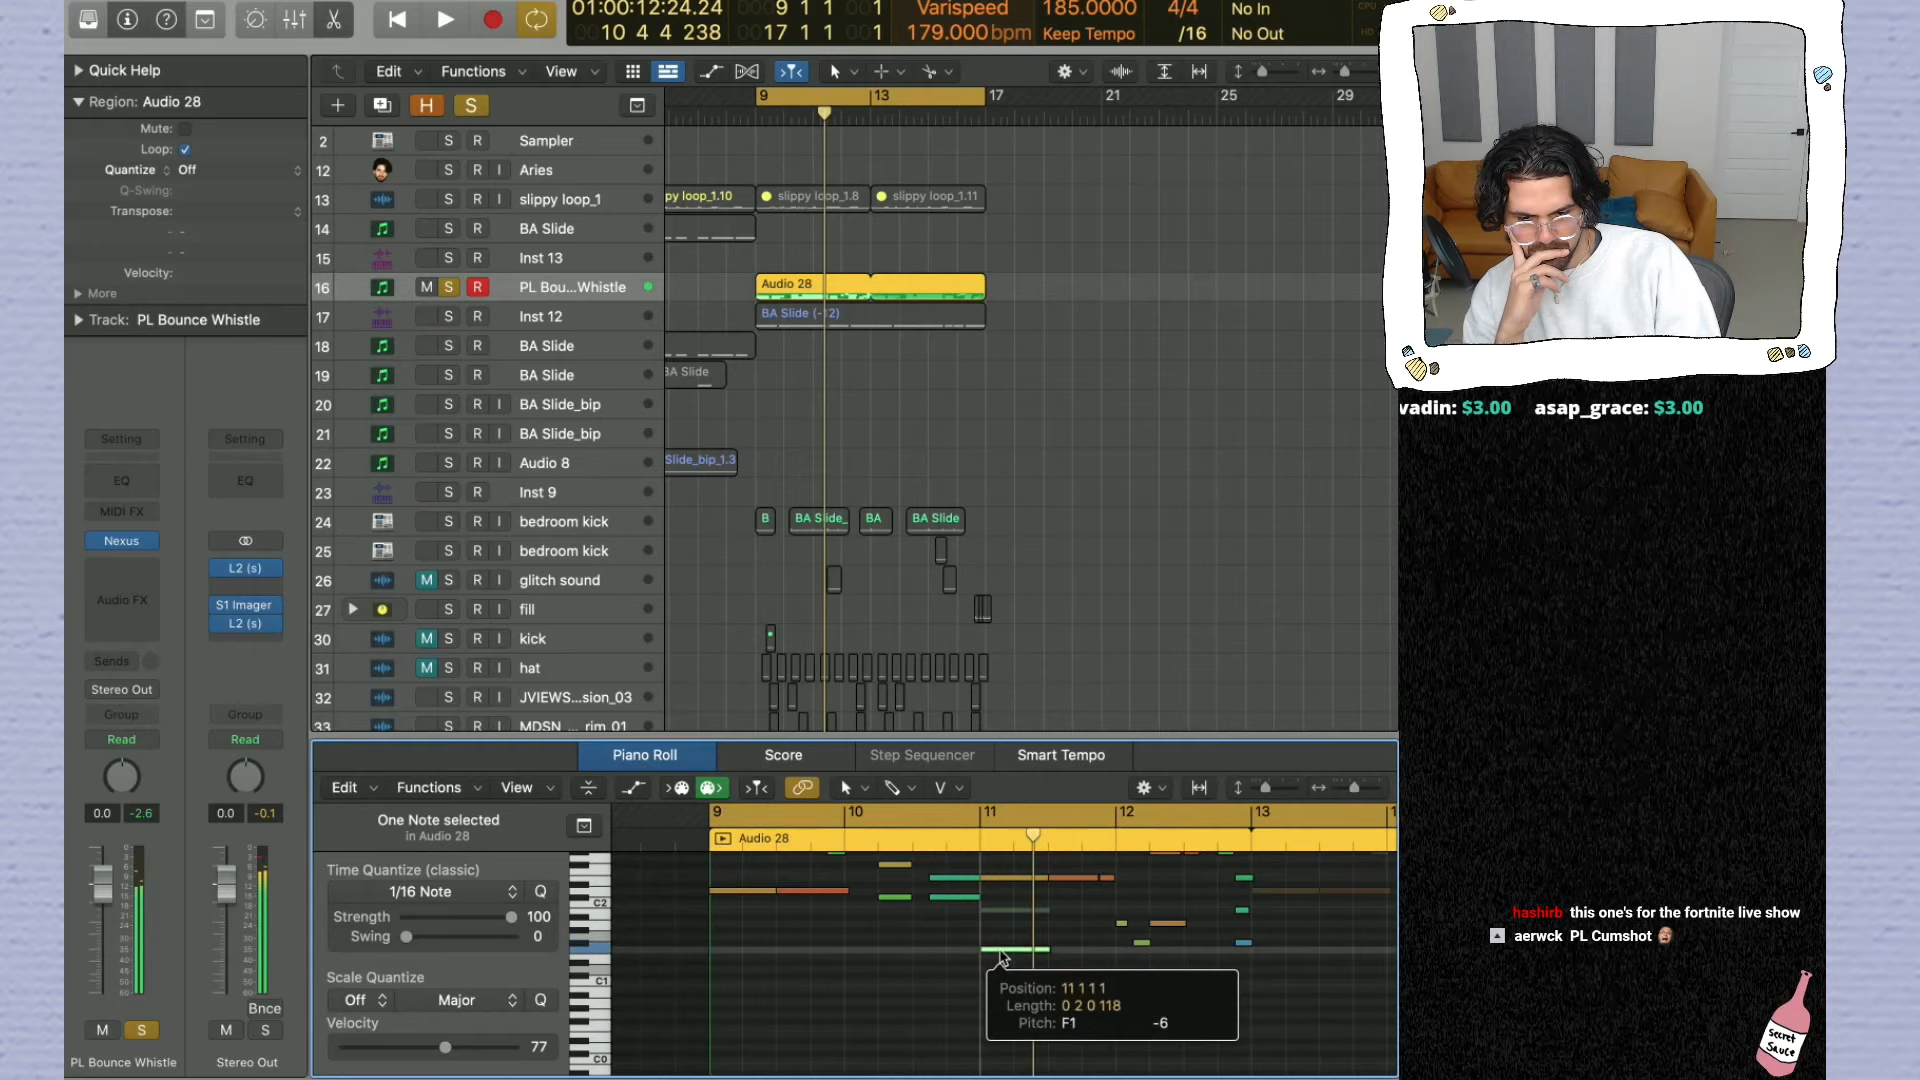 01:00:12:24.24
9 1 1 1
Varispeed
185.0000
4/4
No In
10 4 4 238
17 1 1 1
179.000bpm
Keep Tempo
/16
No Out
Quick Help
Region: Audio 28
Mute:
Loop:
Quantize Off
Q-Swing:
Transpose:
Velocity:
More
Track: PL Bounce Whistle
Edit Functions View
H S
9 13 17 21 25 29
2 S R Sampler
12 S R I Aries
13 S R I slippy loop_1
py loop_1.10 slippy loop_1.8 slippy loop_1.11
14 S R BA Slide
15 S R Inst 13
16 M S R PL Bou...Whistle
Audio 28
17 S R Inst 12
BA Slide (-12)
18 S R BA Slide
19 S R BA Slide
BA Slide
20 S R I BA Slide_bip
21 S R I BA Slide_bip
22 S R I Audio 8
Slide_bip_1.3
23 S R Inst 9
24 S R bedroom kick
B BA Slide_ BA BA Slide
25 S R bedroom kick
26 M S R I glitch sound
27 S R fill
30 M S R I kick
31 M S R I hat
32 S R I JVIEWS...sion_03
33 S R I MDSN ... rim_01
Setting Setting
EQ EQ
MIDI FX
Nexus
L2 (s)
Audio FX
S1 Imager
L2 (s)
Sends
Stereo Out
Group Group
Read Read
0.0 -2.6 0.0 -0.1
Bnce
M S M S
PL Bounce Whistle Stereo Out
Piano Roll Score Step Sequencer Smart Tempo
Edit Functions View
V
One Note selected
in Audio 28
9 10 11 12 13
Audio 28
Time Quantize (classic)
1/16 Note Q
Strength 100
Swing 0
Scale Quantize
Off Major Q
Velocity
77
C2
C1
C0
Position: 11 1 1 1
Length: 0 2 0 118
Pitch: F1 -6
vadin: $3.00 asap_grace: $3.00
hashirb this one's for the fortnite live show
aerwck PL Cumshot
Secret
Sauce